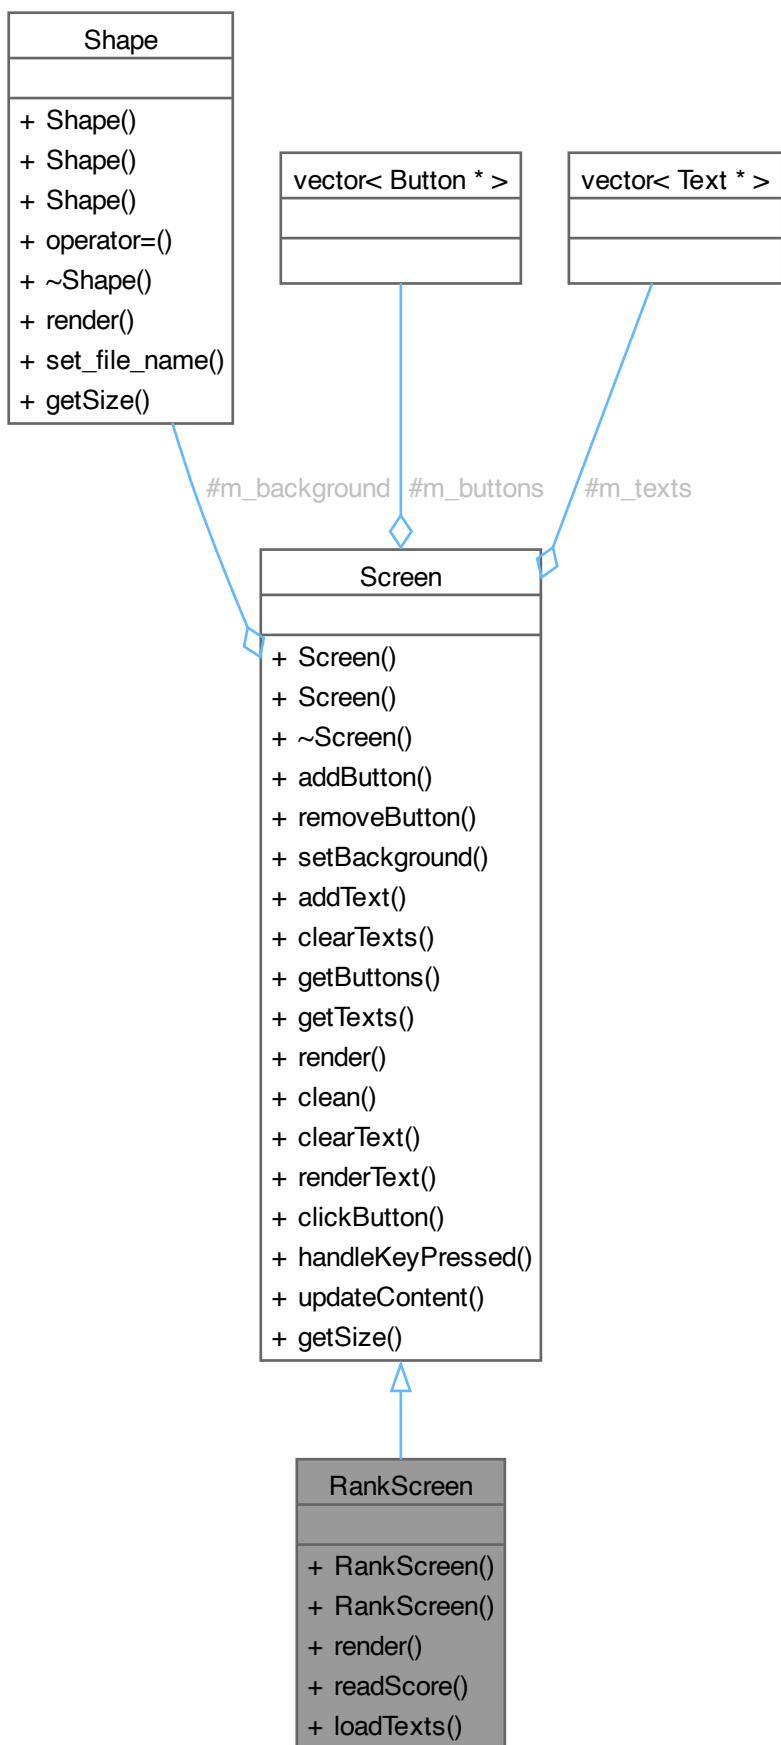 Shape
+ Shape()
+ Shape()
+ Shape()
+ operator=()
+ ~Shape()
+ render()
+ set_file_name()
+ getSize()
vector< Button * >
vector< Text * >
#m_background
#m_buttons
#m_texts
Screen
+ Screen()
+ Screen()
+ ~Screen()
+ addButton()
+ removeButton()
+ setBackground()
+ addText()
+ clearTexts()
+ getButtons()
+ getTexts()
+ render()
+ clean()
+ clearText()
+ renderText()
+ clickButton()
+ handleKeyPressed()
+ updateContent()
+ getSize()
RankScreen
+ RankScreen()
+ RankScreen()
+ render()
+ readScore()
+ loadTexts()